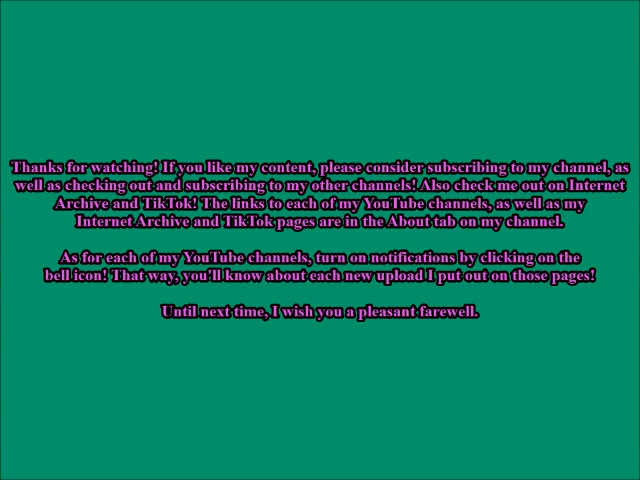 Thanks for watching! If you like my content, please consider subscribing to my channel, as
well as checking out and subscribing to my other channels! Also check me out on Internet
Archive and TikTok! The links to each of my YouTube channels, as well as my
Internet Archive and TikTok pages are in the About tab on my channel.
As for each of my YouTube channels, turn on notifications by clicking on the
bell icon! That way, you'll know about each new upload I put out on those pages!
Until next time, I wish you a pleasant farewell.